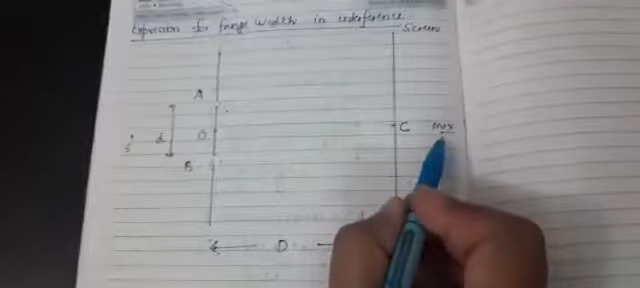 Expression for fringe width in interference
Screen
A
S
d
O
C
Max
B
D